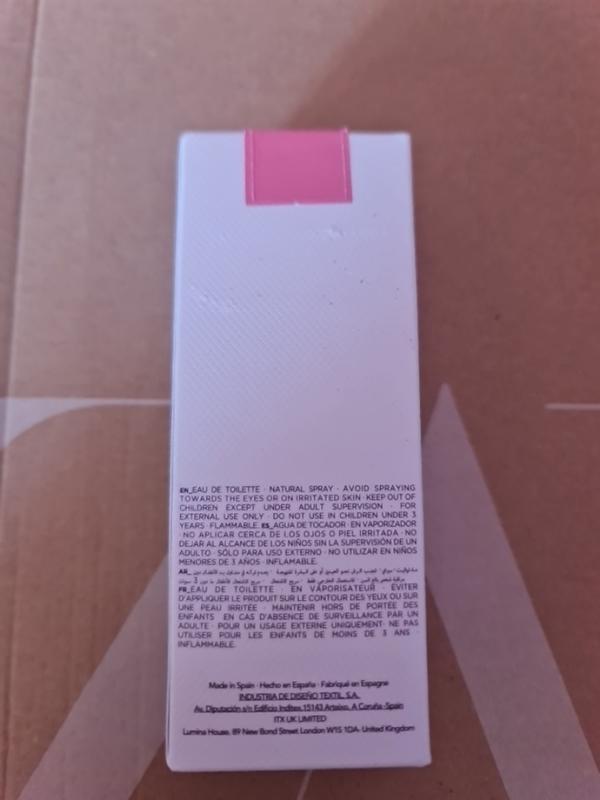 EN_EAU DE TOILETTE · NATURAL SPRAY · AVOID SPRAYING
TOWARDS THE EYES OR ON IRRITATED SKIN · KEEP OUT OF
CHILDREN EXCEPT UNDER ADULT SUPERVISION · FOR
EXTERNAL USE ONLY · DO NOT USE IN CHILDREN UNDER 3
YEARS · FLAMMABLE. ES_AGUA DE TOCADOR · EN VAPORIZADOR
· NO APLICAR CERCA DE LOS OJOS O PIEL IRRITADA · NO
DEJAR AL ALCANCE DE LOS NIÑOS SIN LA SUPERVISIÓN DE UN
ADULTO · SÓLO PARA USO EXTERNO · NO UTILIZAR EN NIÑOS
MENORES DE 3 AÑOS · INFLAMABLE.
AR_
3 سنوات
FR_EAU DE TOILETTE · EN VAPORISATEUR · ÉVITER
D'APPLIQUER LE PRODUIT SUR LE CONTOUR DES YEUX OU SUR
UNE PEAU IRRITÉE · MAINTENIR HORS DE PORTÉE DES
ENFANTS EN CAS D'ABSENCE DE SURVEILLANCE PAR UN
ADULTE · POUR UN USAGE EXTERNE UNIQUEMENT· NE PAS
UTILISER POUR LES ENFANTS DE MOINS DE 3 ANS ·
INFLAMMABLE.
Made in Spain · Hecho en España · Fabriqué en Espagne
INDUSTRIA DE DISEÑO TEXTIL, S.A.
Av. Diputación s/n Edificio Inditex, 15143 Arteixo, A Coruña -Spain
ITX UK LIMITED
Lumina House, 89 New Bond Street London W1S 1DA- United Kingdom